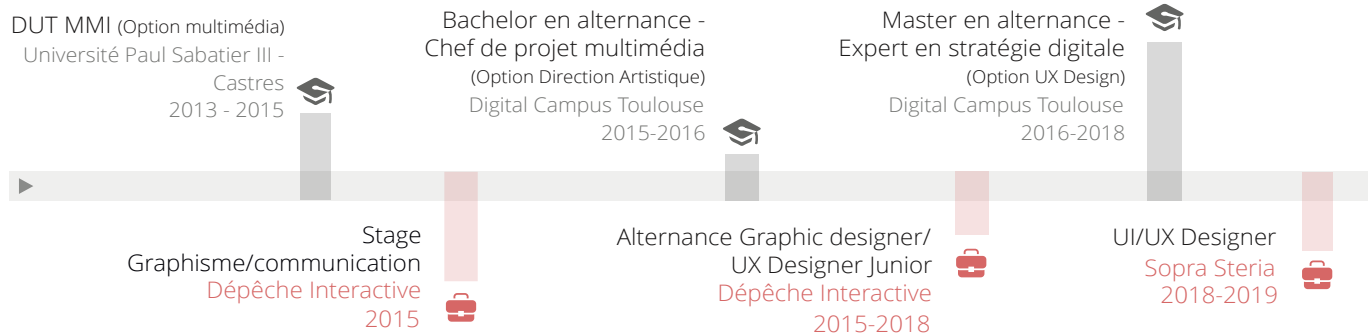 DUT MMI (Option multimédia)
Université Paul Sabatier III -
Castres
2013 - 2015
Bachelor en alternance -
Chef de projet multimédia
(Option Direction Artistique)
Digital Campus Toulouse
2015-2016
Master en alternance -
Expert en stratégie digitale
(Option UX Design)
Digital Campus Toulouse
2016-2018
Stage
Graphisme/communication
Dépêche Interactive
2015
Alternance Graphic designer/
UX Designer Junior
Dépêche Interactive
2015-2018
UI/UX Designer
Sopra Steria
2018-2019